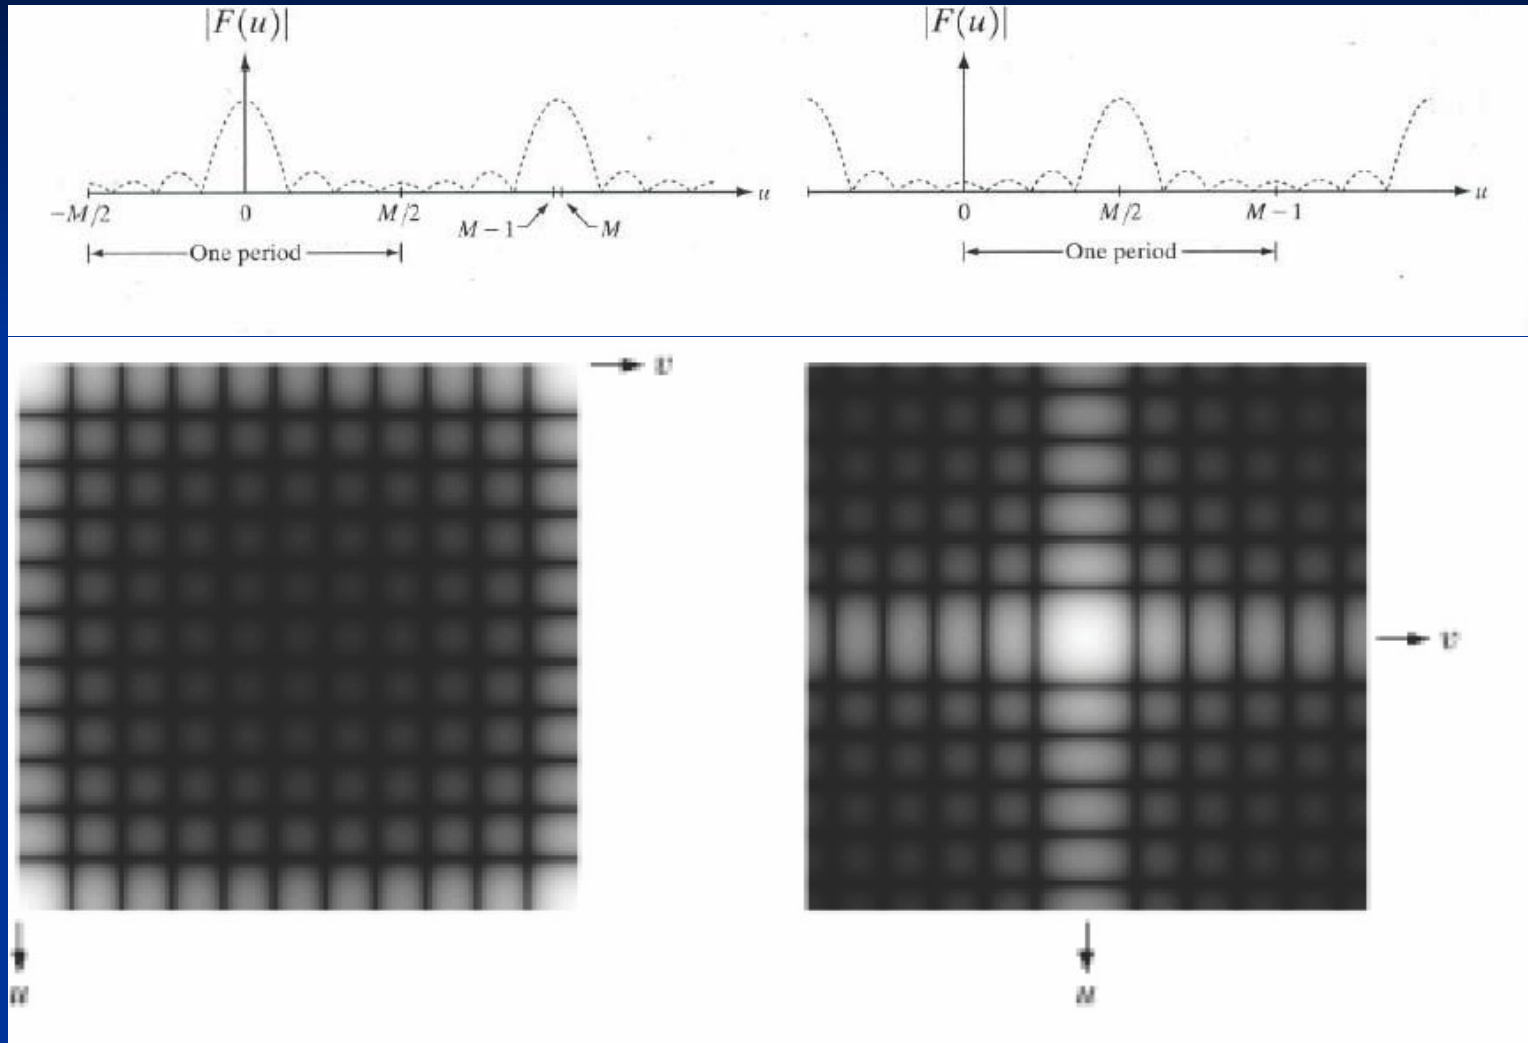 |F(u)|
|F(u)|
u
u
−M/2
0
M/2
M − 1
M
0
M/2
M − 1
One period
One period
v
v
u
u